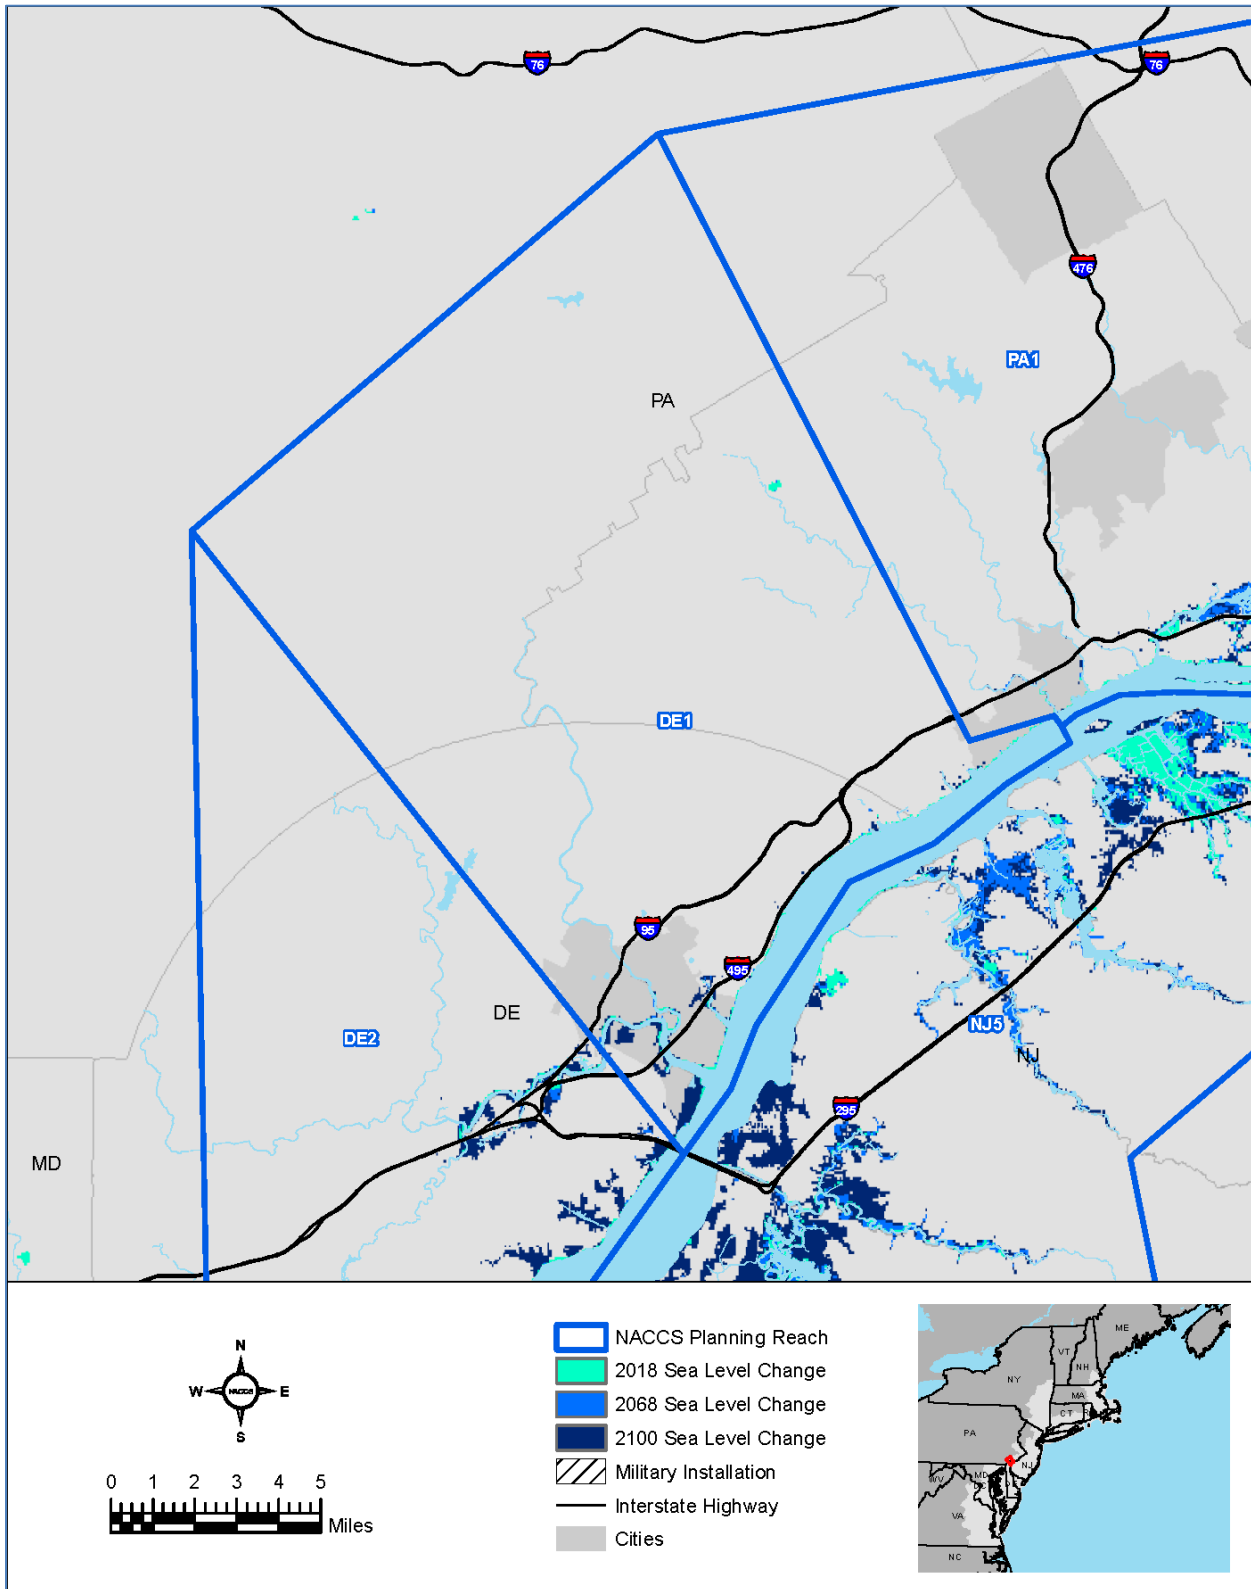 76
76
476
PA1
PA
DE1
95
495
DE
DE2
NJ5
NJ
295
MD
N
W NACCS E
S
0 1 2 3 4 5
Miles
NACCS Planning Reach
2018 Sea Level Change
2068 Sea Level Change
2100 Sea Level Change
Military Installation
Interstate Highway
Cities
ME
VT
NH
NY
MA
CT
PA
NJ
MD
WV
VA
NC